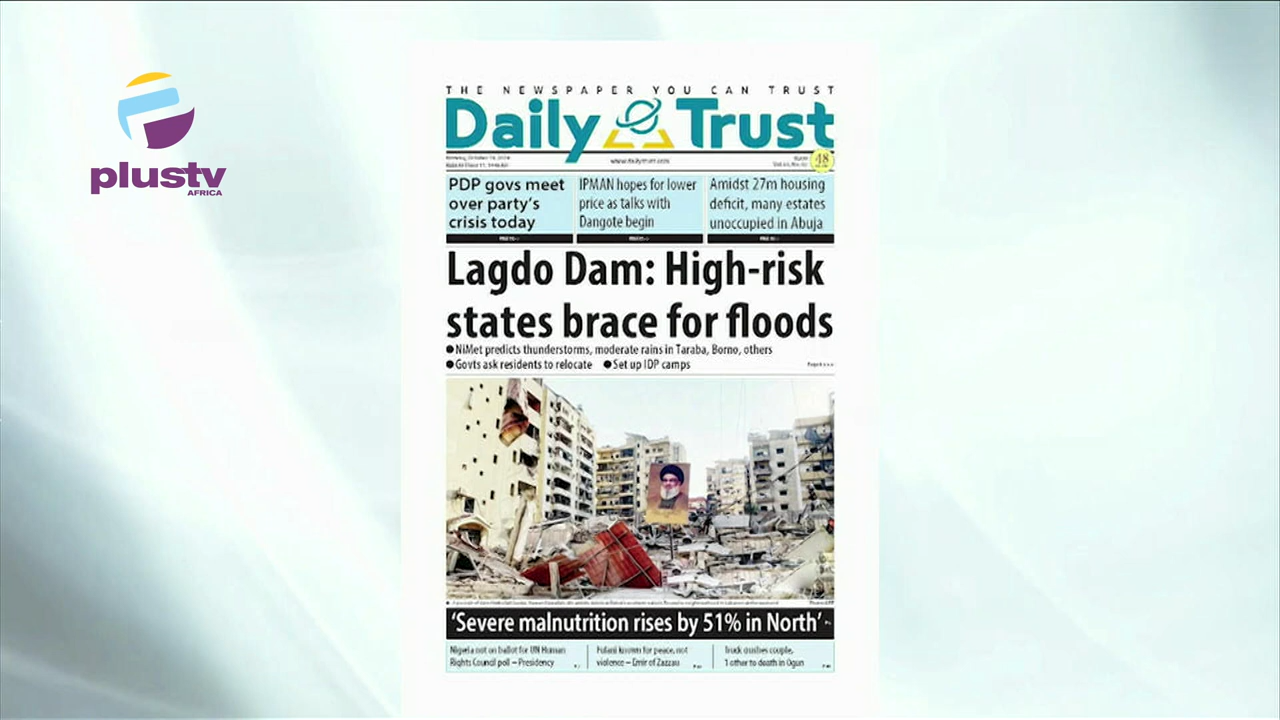 plustv
AFRICA
THE NEWSPAPER YOU CAN TRUST
Daily Trust
www.dailytrust.com
48
PDP govs meet
over party's
crisis today
IPMAN hopes for lower
price as talks with
Dangote begin
Amidst 27m housing
deficit, many estates
unoccupied in Abuja
Lagdo Dam: High-risk
states brace for floods
●NiMet predicts thunderstorms, moderate rains in Taraba, Borno, others
●Govts ask residents to relocate ●Set up IDP camps
'Severe malnutrition rises by 51% in North'
Nigeria not on ballot for UN Human
Rights Council poll – Presidency
Fulani known for peace, not
violence – Emir of Zazzau
Truck crushes couple,
1 other to death in Ogun